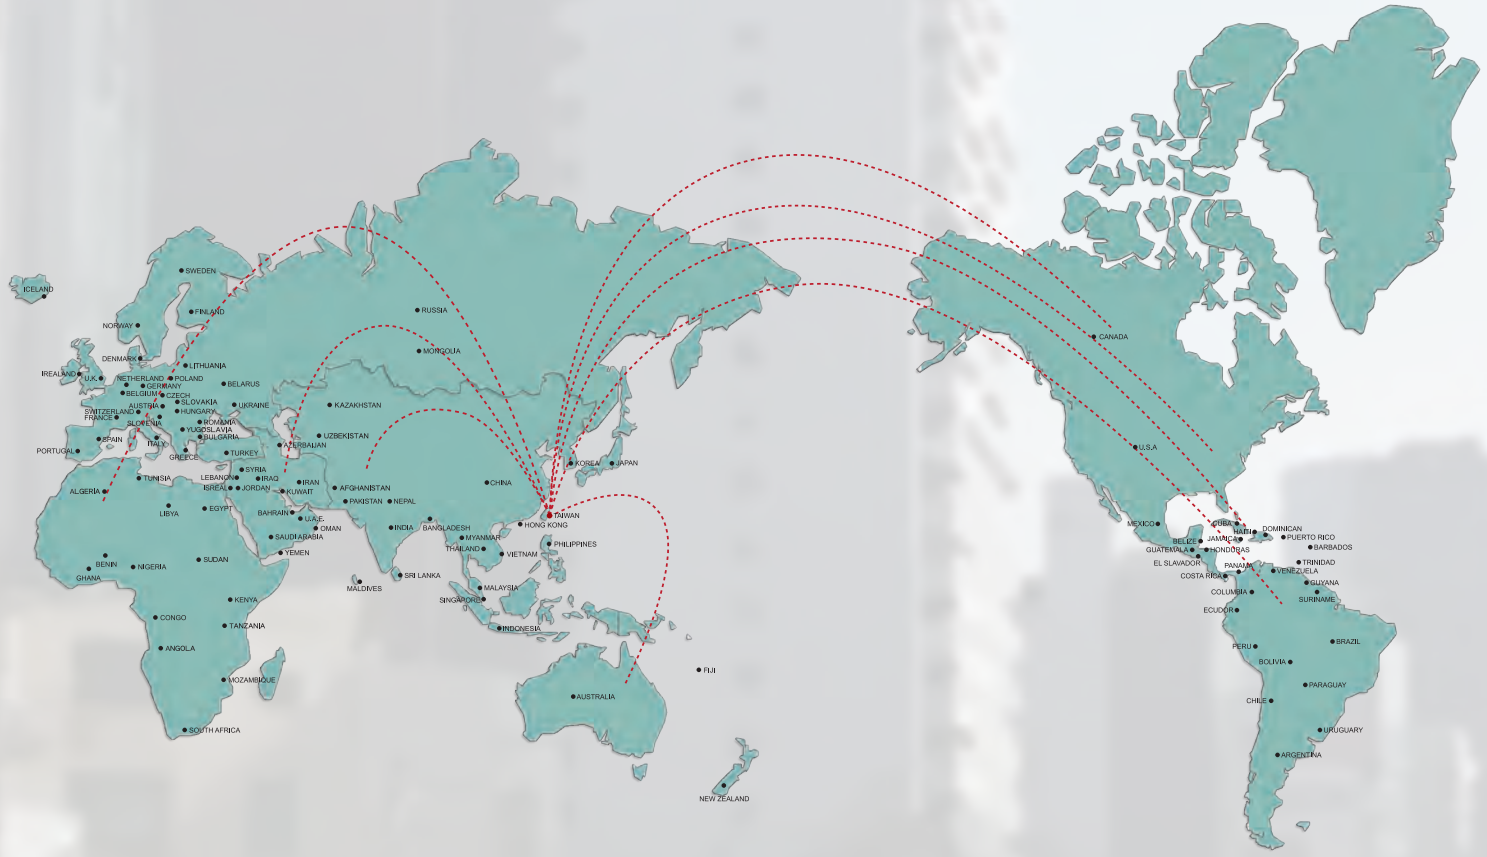 ICELAND
SWEDEN
FINLAND
NORWAY
DENMARK
LITHUANIA
IREALAND
U.K.
NETHERLAND
POLAND
GERMANY
BELARUS
BELGIUM
CZECH
AUSTRIA
SLOVAKIA
UKRAINE
SWITZERLAND
HUNGARY
FRANCE
SLOVENIA
ROMANIA
YUGOSLAVIA
BULGARIA
SPAIN
ITALY
PORTUGAL
GREECE
TURKEY
AZERBAIJAN
RUSSIA
MONGOLIA
KAZAKHSTAN
UZBEKISTAN
SYRIA
TUNISIA
LEBANON
IRAQ
IRAN
ISREAL
JORDAN
KUWAIT
AFGHANISTAN
ALGERIA
PAKISTAN
NEPAL
CHINA
KOREA
JAPAN
LIBYA
EGYPT
BAHRAIN
U.A.E.
OMAN
INDIA
BANGLADESH
TAIWAN
HONG KONG
SAUDI ARABIA
MYANMAR
YEMEN
THAILAND
PHILIPPINES
VIETNAM
BENIN
SUDAN
NIGERIA
GHANA
MALDIVES
SRI LANKA
MALAYSIA
SINGAPORE
KENYA
CONGO
TANZANIA
INDONESIA
ANGOLA
MOZAMBIQUE
SOUTH AFRICA
FIJI
AUSTRALIA
NEW ZEALAND
CANADA
U.S.A
MEXICO
CUBA
HAITI
DOMINICAN
PUERTO RICO
BELIZE
JAMAICA
BARBADOS
GUATEMALA
HONDURAS
EL SLAVADOR
PANAMA
TRINIDAD
COSTA RICA
VENEZUELA
GUYANA
COLUMBIA
SURINAME
ECUDOR
PERU
BRAZIL
BOLIVIA
PARAGUAY
CHILE
URUGUARY
ARGENTINA